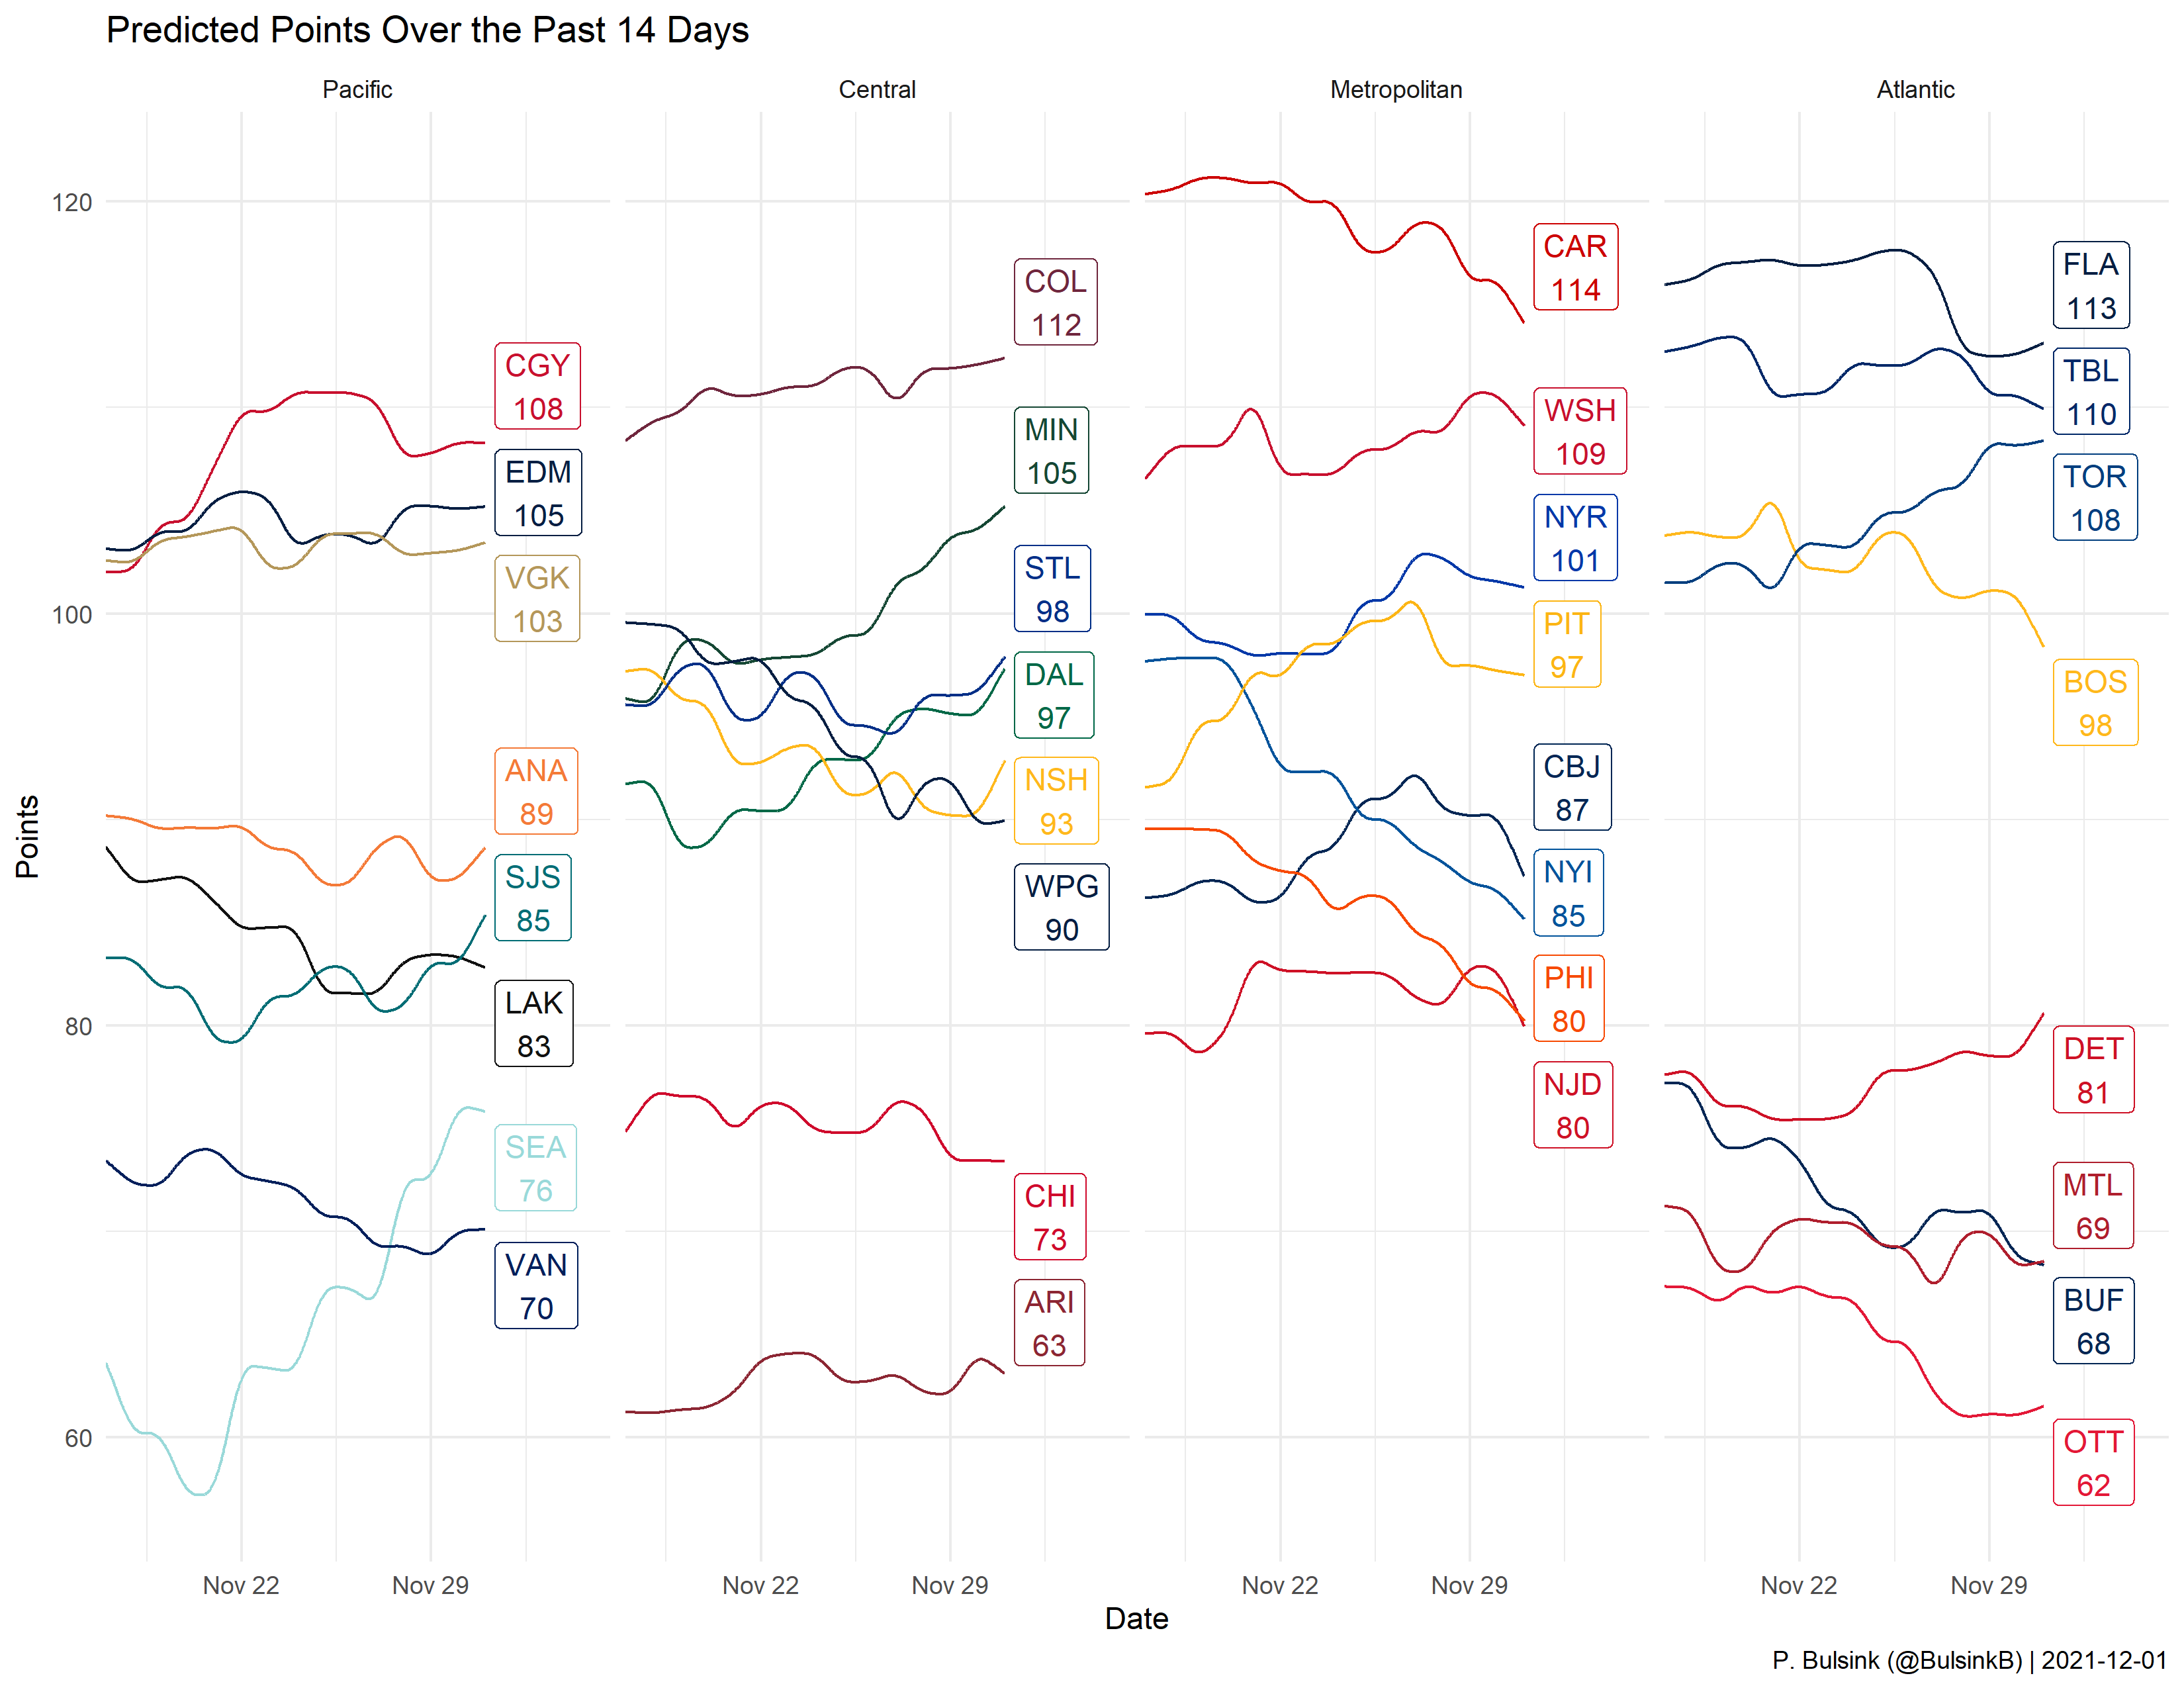 Predicted Points Over the Past 14 Days
Pacific
Central
Metropolitan
Atlantic
Points
120
100
80
60
CGY
108
EDM
105
VGK
103
ANA
89
SJS
85
LAK
83
SEA
76
VAN
70
COL
112
MIN
105
STL
98
DAL
97
NSH
93
WPG
90
CHI
73
ARI
63
CAR
114
WSH
109
NYR
101
PIT
97
CBJ
87
NYI
85
PHI
80
NJD
80
FLA
113
TBL
110
TOR
108
BOS
98
DET
81
MTL
69
BUF
68
OTT
62
Nov 22
Nov 29
Nov 22
Nov 29
Nov 22
Nov 29
Nov 22
Nov 29
Date
P. Bulsink (@BulsinkB) | 2021-12-01